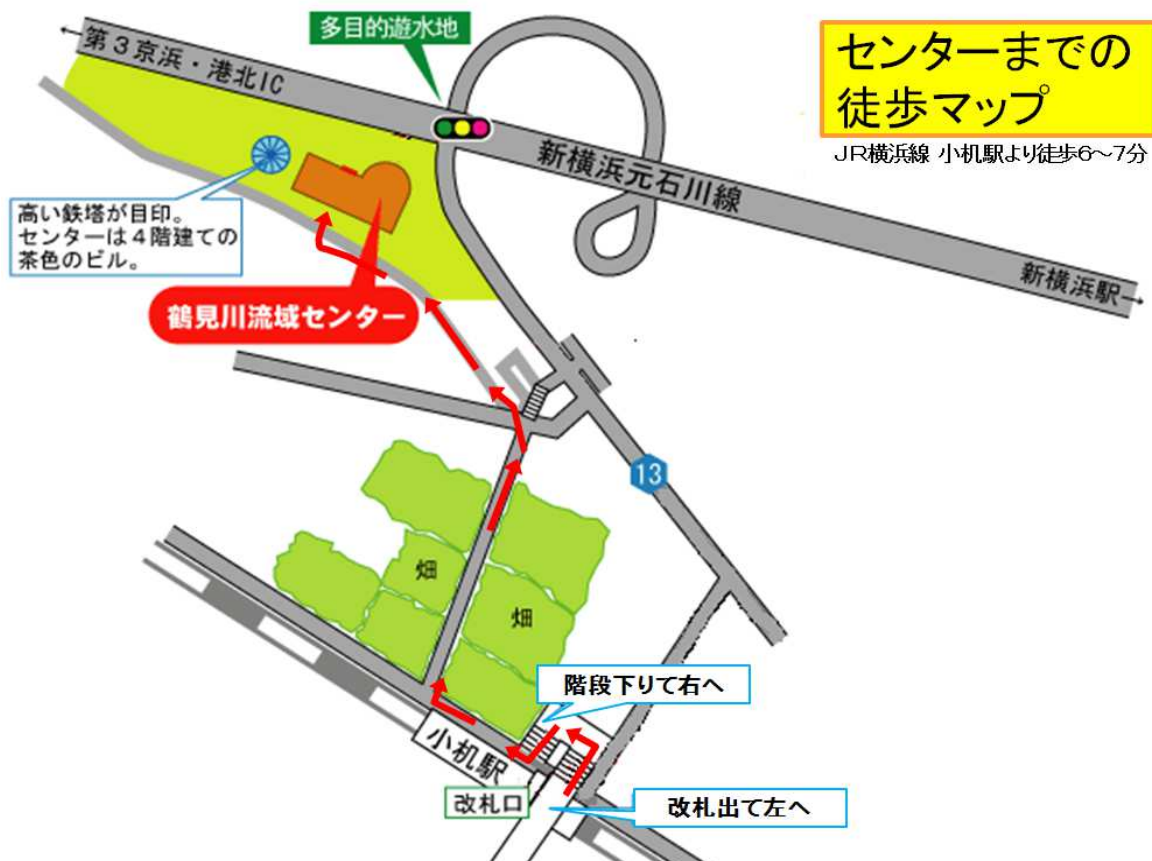 多目的遊水地
センターまでの
徒歩マップ
JR横浜線 小机駅より徒歩6～7分
第3京浜・港北IC
新横浜元石川線
新横浜駅
高い鉄塔が目印。
センターは4階建ての
茶色のビル。
鶴見川流域センター
13
畑
畑
階段下りて右へ
小机駅
改札口
改札出て左へ